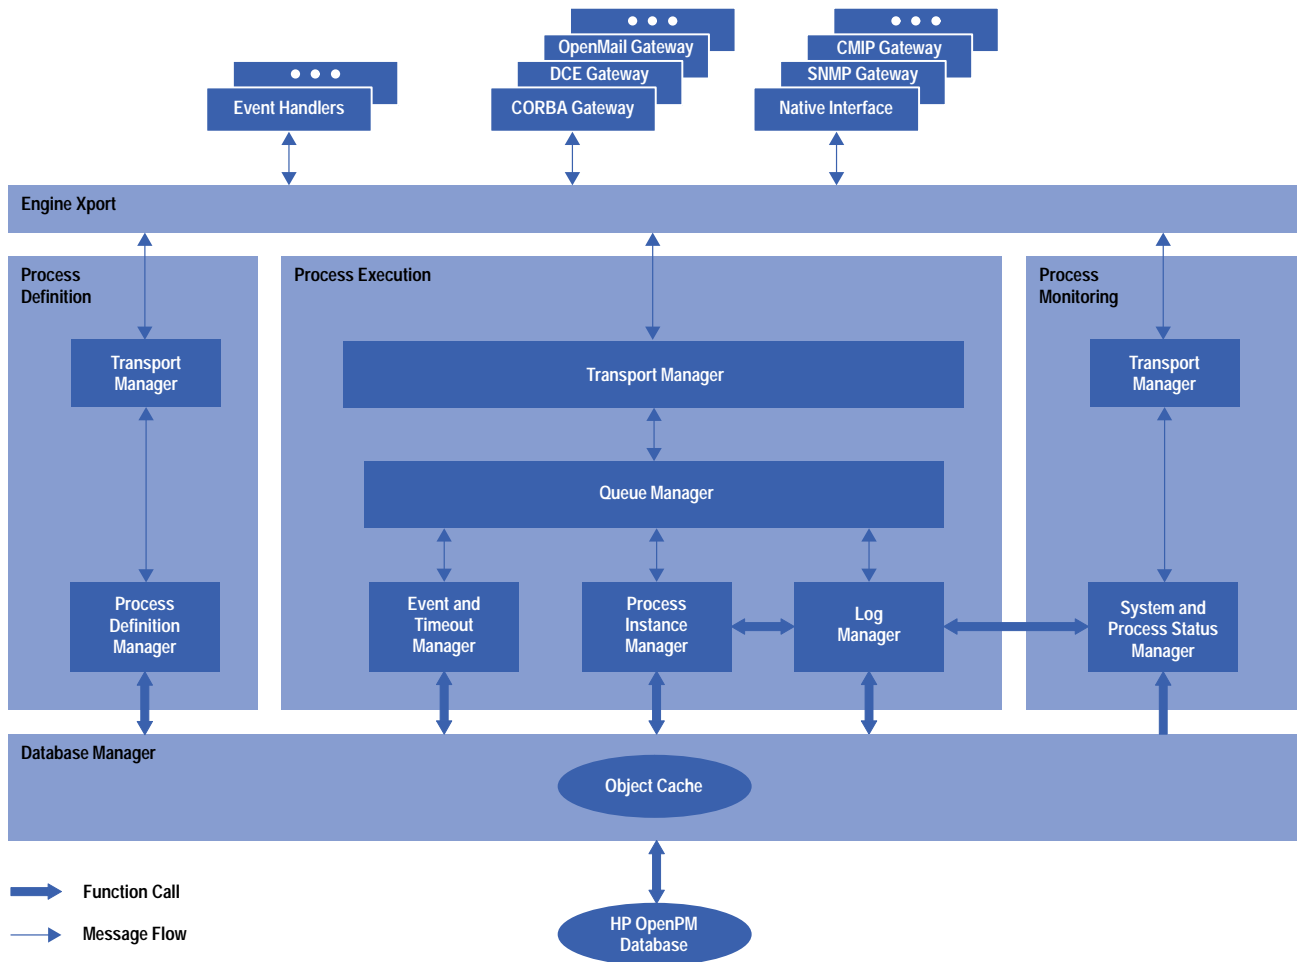 OpenMail Gateway
DCE Gateway
CORBA Gateway
CMIP Gateway
SNMP Gateway
Native Interface
Event Handlers
Engine Xport
Process
Definition
Transport
Manager
Process
Definition
Manager
Process Execution
Transport Manager
Queue Manager
Event and
Timeout
Manager
Process
Instance
Manager
Log
Manager
Process
Monitoring
Transport
Manager
System and
Process Status
Manager
Database Manager
Object Cache
HP OpenPM
Database
Function Call
Message Flow